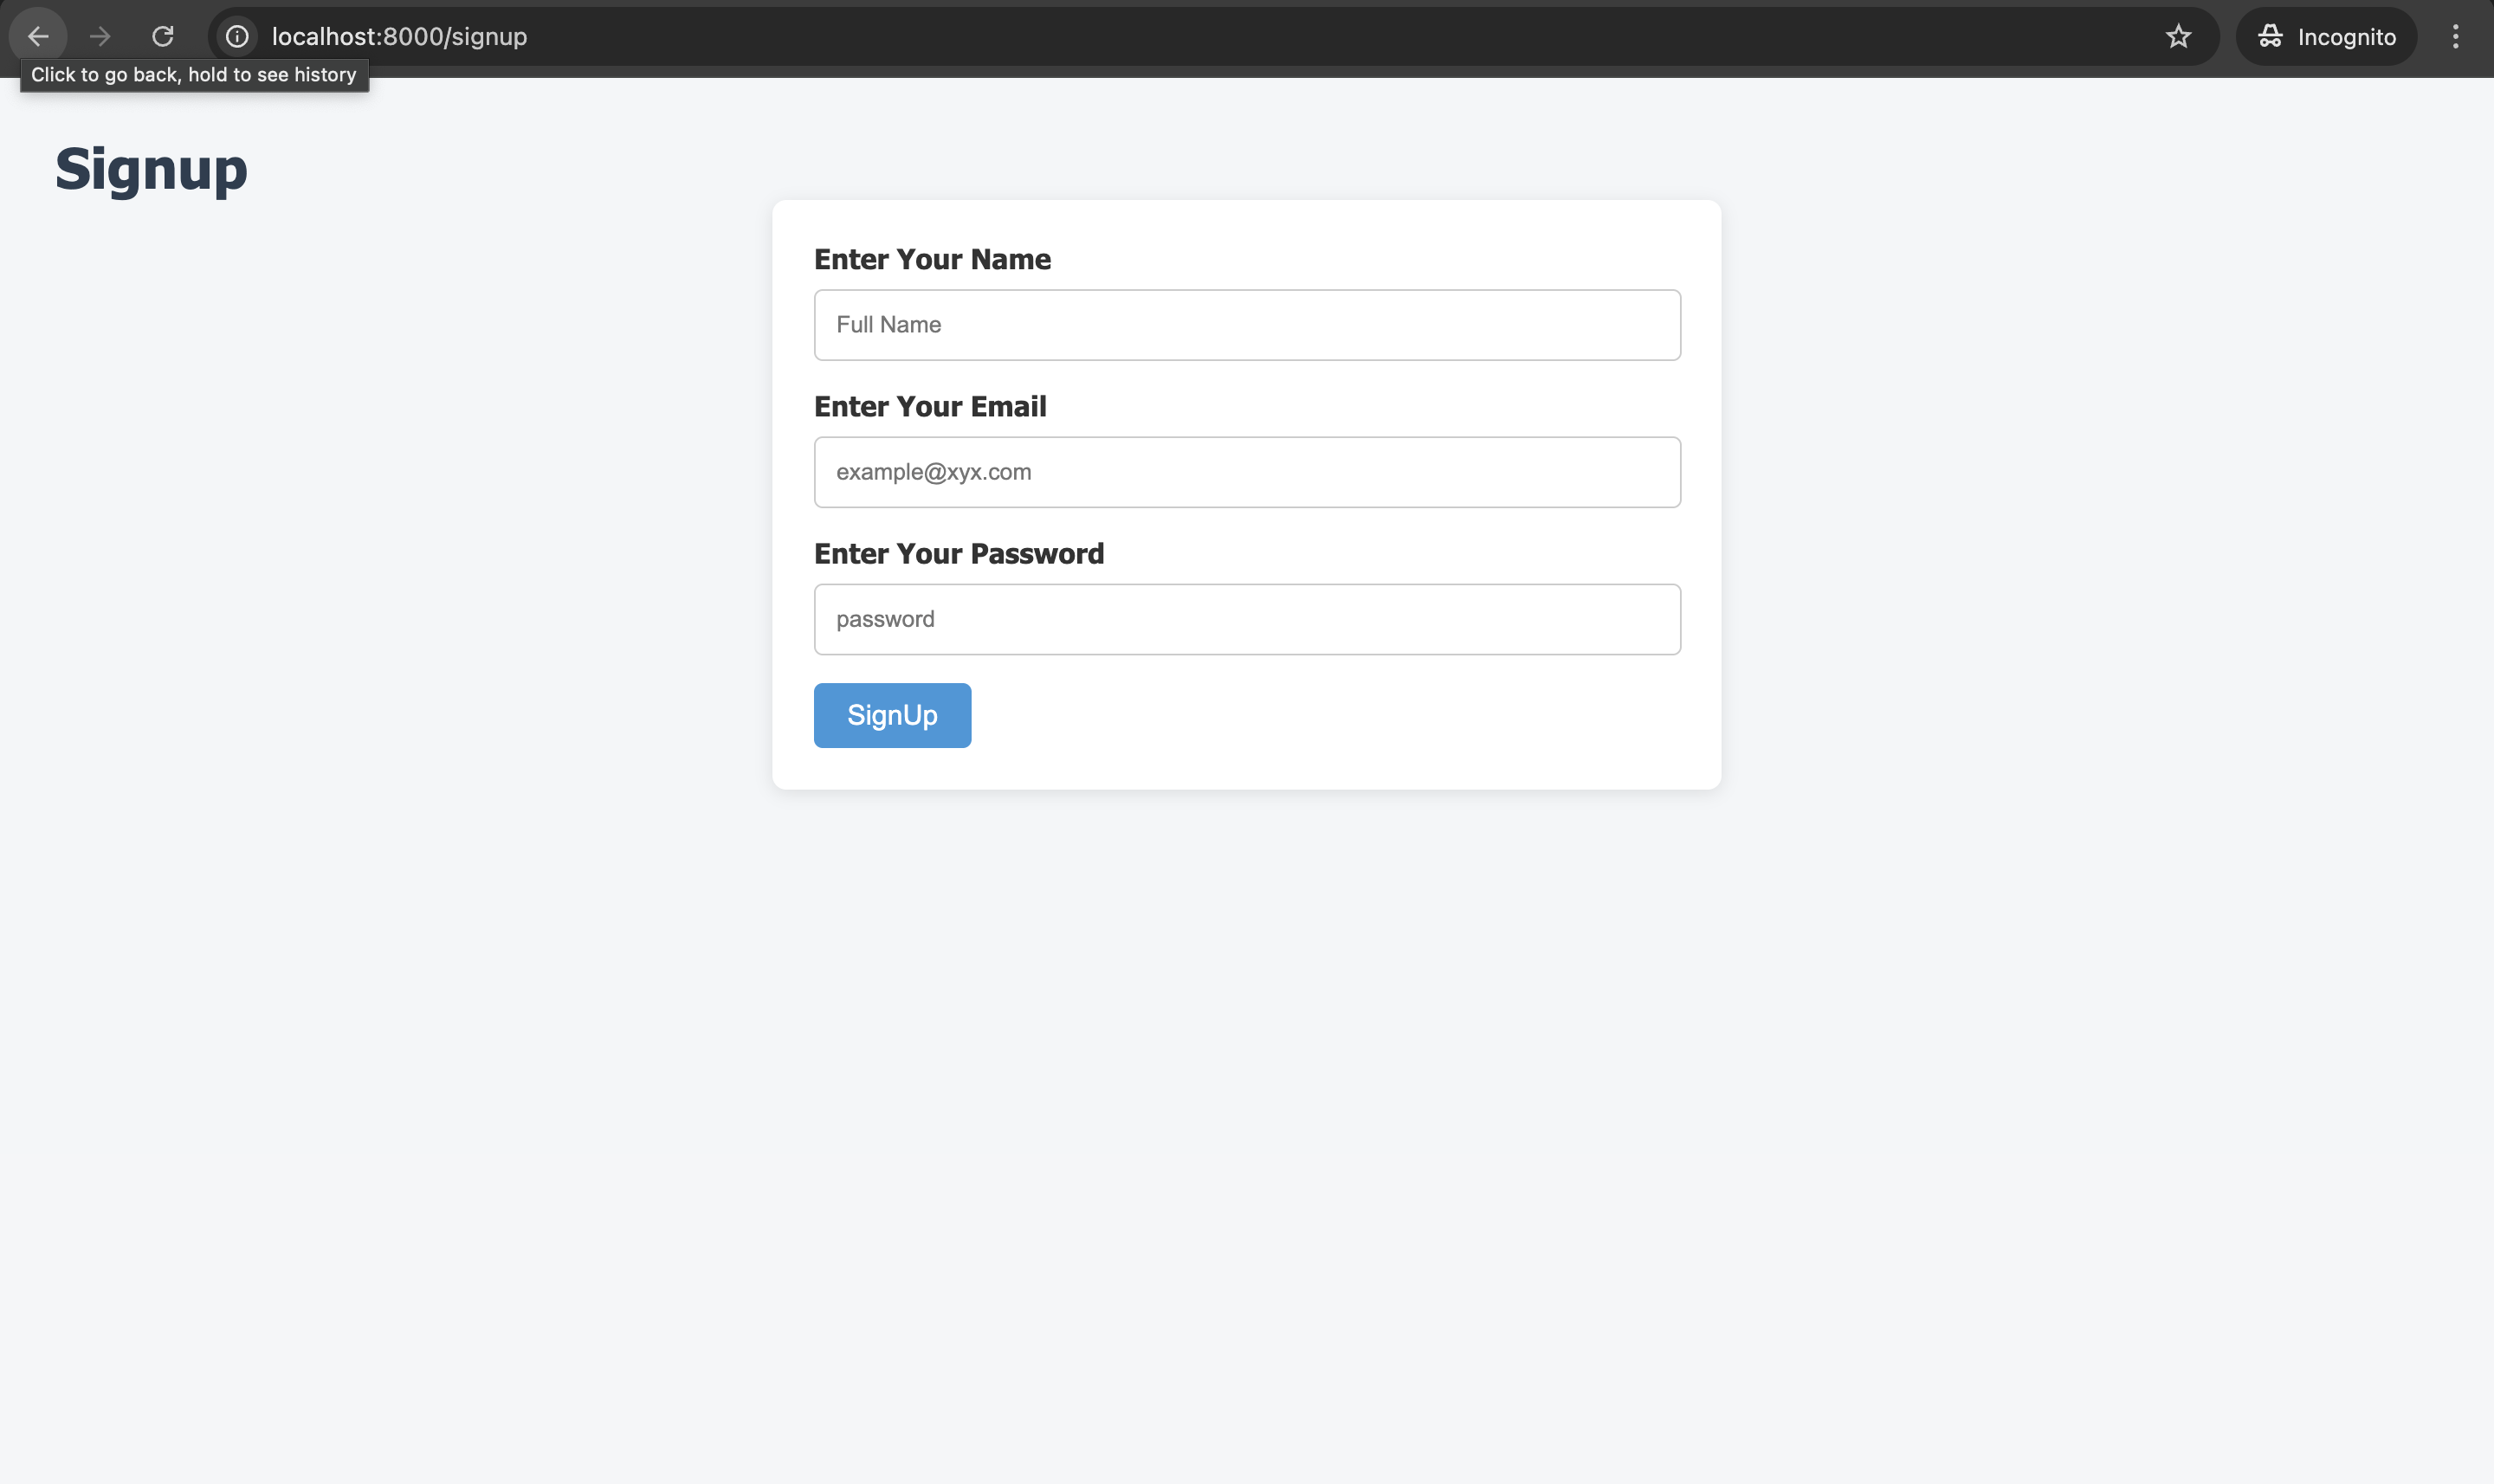 localhost:8000/signup
Incognito
Click to go back, hold to see history
Signup
Enter Your Name
Full Name
Enter Your Email
example@xyx.com
Enter Your Password
password
SignUp